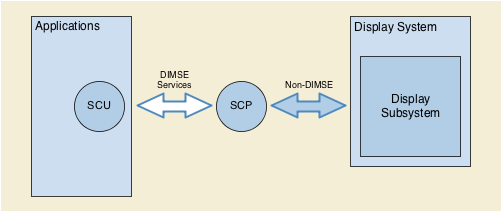 Applications
Display System
DIMSE
Services
Non-DIMSE
SCU
SCP
Display
Subsystem